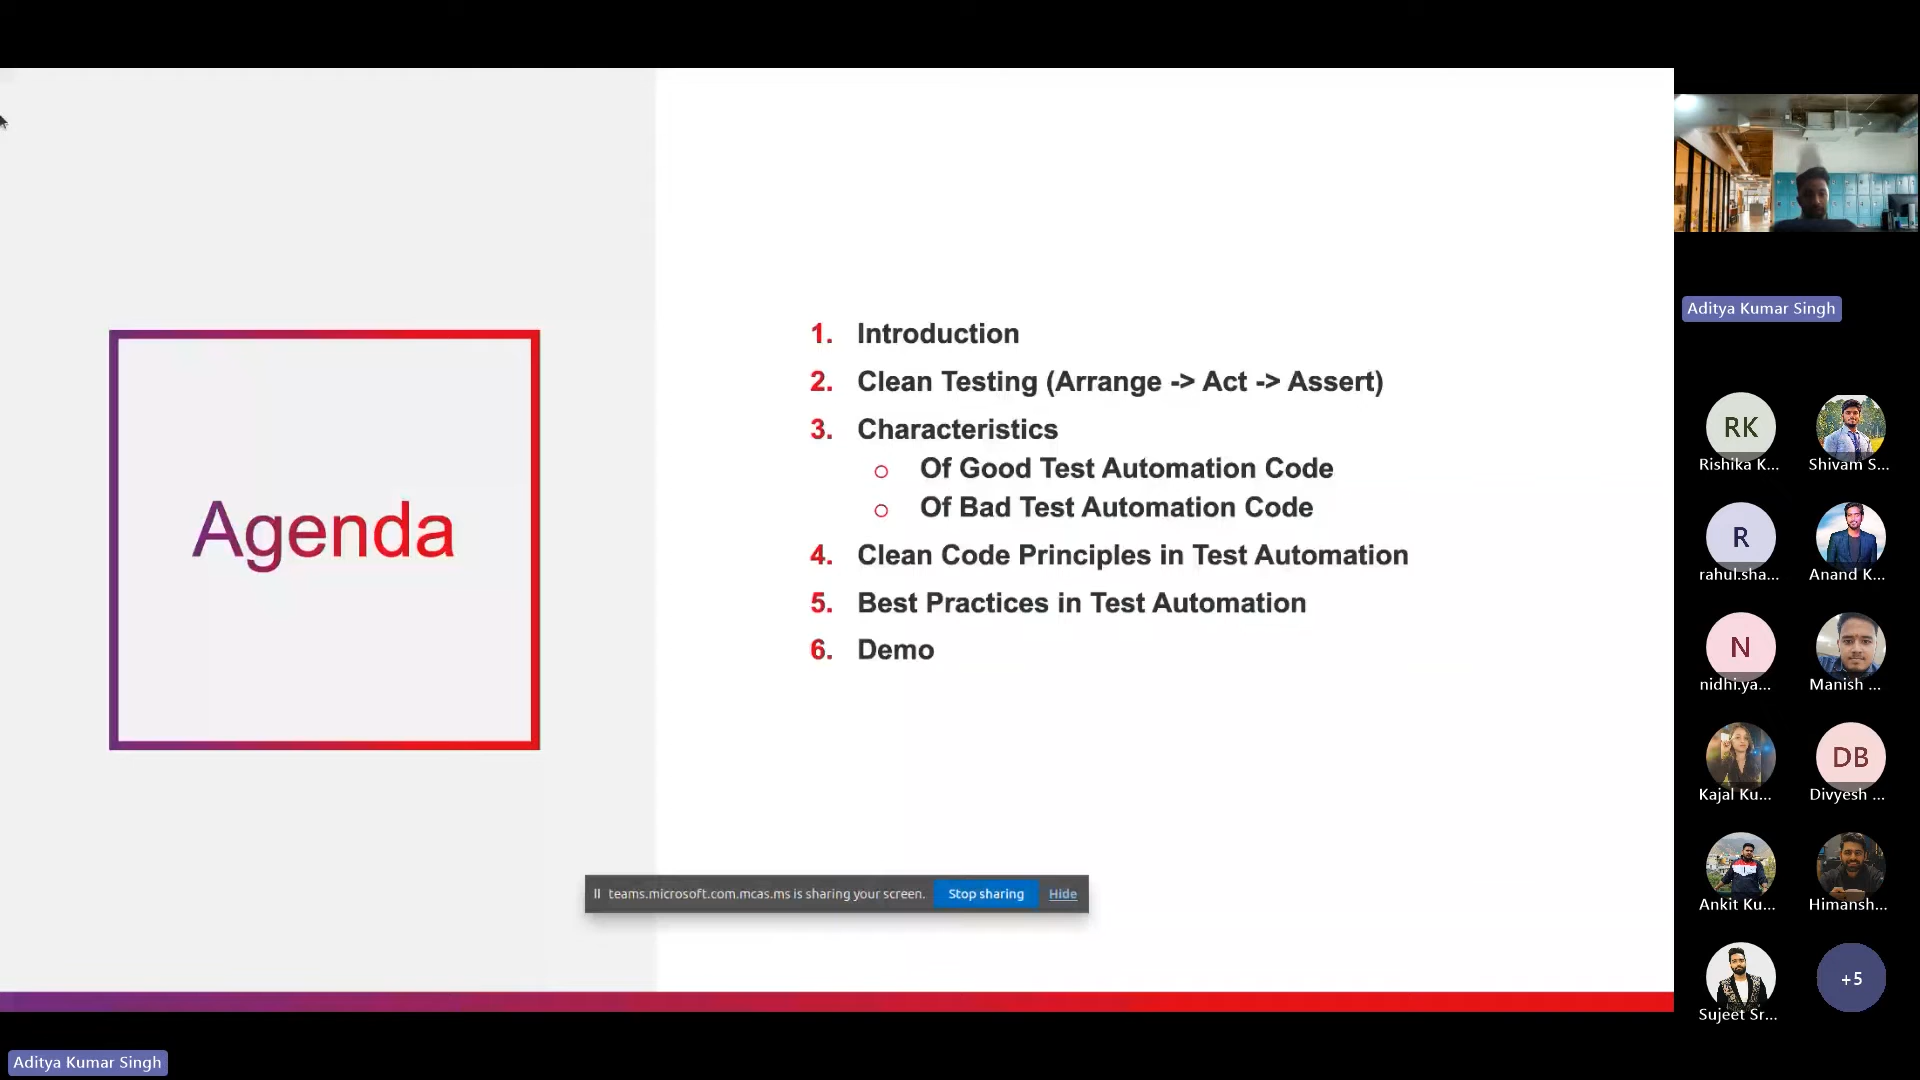 Agenda
1. Introduction
2. Clean Testing (Arrange -> Act -> Assert)
3. Characteristics
○ Of Good Test Automation Code
○ Of Bad Test Automation Code
4. Clean Code Principles in Test Automation
5. Best Practices in Test Automation
6. Demo
teams.microsoft.com.mcas.ms is sharing your screen. Stop sharing Hide
Aditya Kumar Singh
RK
Rishika K... Shivam S...
R
rahul.sha... Anand K...
N
nidhi.ya... Manish ...
DB
Kajal Ku... Divyesh ...
Ankit Ku... Himansh...
+5
Sujeet Sr...
Aditya Kumar Singh